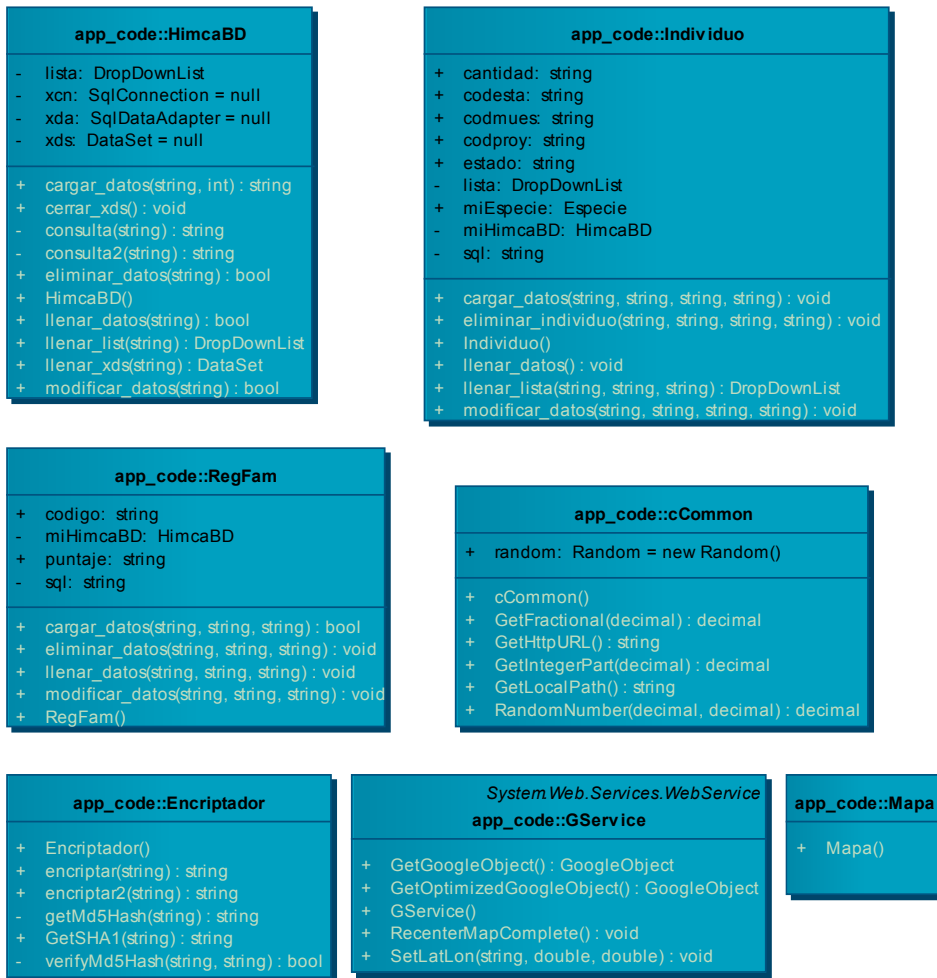 app_code::HimcaBD
- lista: DropDownList
- xcn: SqlConnection = null
- xda: SqlDataAdapter = null
- xds: DataSet = null
+ cargar_datos(string, int) : string
+ cerrar_xds() : void
- consulta(string) : string
- consulta2(string) : string
+ eliminar_datos(string) : bool
+ HimcaBD()
+ llenar_datos(string) : bool
+ llenar_list(string) : DropDownList
+ llenar_xds(string) : DataSet
+ modificar_datos(string) : bool
app_code::Individuo
+ cantidad: string
+ codesta: string
+ codmues: string
+ codproy: string
+ estado: string
- lista: DropDownList
+ miEspecie: Especie
- miHimcaBD: HimcaBD
- sql: string
+ cargar_datos(string, string, string, string) : void
+ eliminar_individuo(string, string, string, string) : void
+ Individuo()
+ llenar_datos() : void
+ llenar_lista(string, string, string) : DropDownList
+ modificar_datos(string, string, string, string) : void
app_code::RegFam
+ codigo: string
- miHimcaBD: HimcaBD
+ puntaje: string
- sql: string
+ cargar_datos(string, string, string) : bool
+ eliminar_datos(string, string, string) : void
+ llenar_datos(string, string, string) : void
+ modificar_datos(string, string, string) : void
+ RegFam()
app_code::cCommon
+ random: Random = new Random()
+ cCommon()
+ GetFractional(decimal) : decimal
+ GetHttpURL() : string
+ GetIntegerPart(decimal) : decimal
+ GetLocalPath() : string
+ RandomNumber(decimal, decimal) : decimal
app_code::Encriptador
+ Encriptador()
+ encriptar(string) : string
+ encriptar2(string) : string
- getMd5Hash(string) : string
+ GetSHA1(string) : string
- verifyMd5Hash(string, string) : bool
System.Web.Services.WebService
app_code::GService
+ GetGoogleObject() : GoogleObject
+ GetOptimizedGoogleObject() : GoogleObject
+ GService()
+ RecenterMapComplete() : void
+ SetLatLon(string, double, double) : void
app_code::Mapa
+ Mapa()